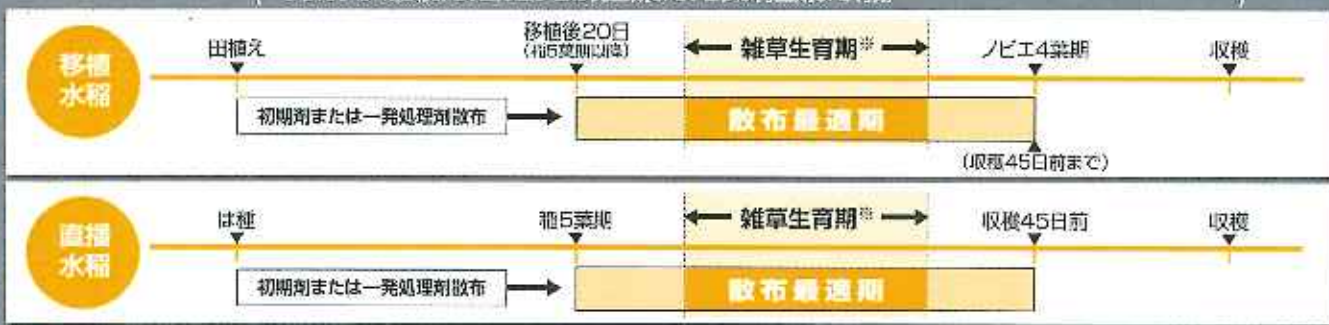 移植
水稲
田植え
移植後20日
(稲5葉期以降)
雑草生育期※
ノビエ4葉期
収穫
初期剤または一発処理剤散布
散布最適期
(収穫45日前まで)
直播
水稲
は種
稲5葉期
雑草生育期※
収穫45日前
収穫
初期剤または一発処理剤散布
散布最適期